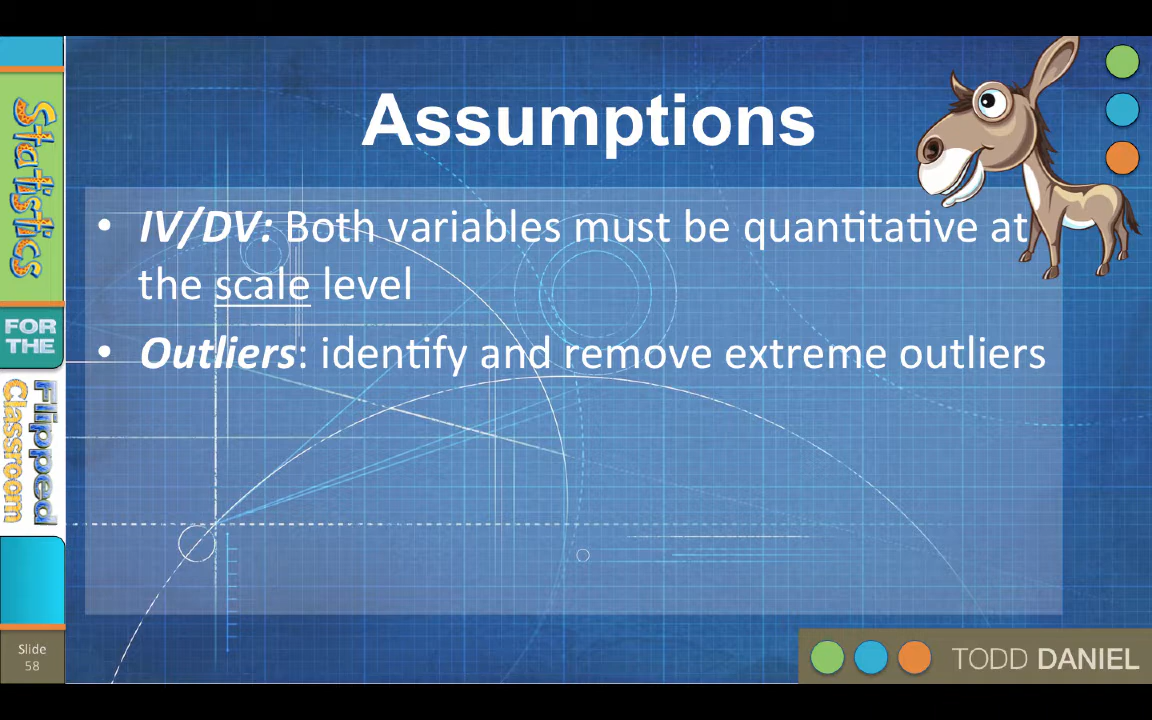 Assumptions
• IV/DV: Both variables must be quantitative at
the scale level
• Outliers: identify and remove extreme outliers
Statistics
FOR
THE
Flipped
Classroom
Slide
58
TODD DANIEL